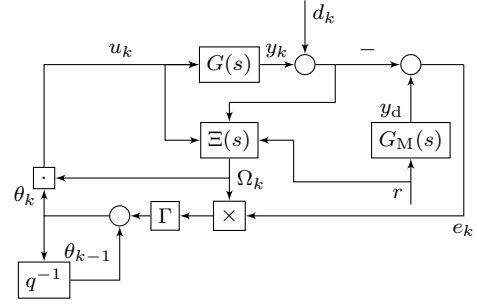 d_k
u_k
G(s)
y_k
−
y_d
Ξ(s)
G_M(s)
·
Ω_k
r
θ_k
Γ
×
e_k
θ_{k−1}
q^{−1}